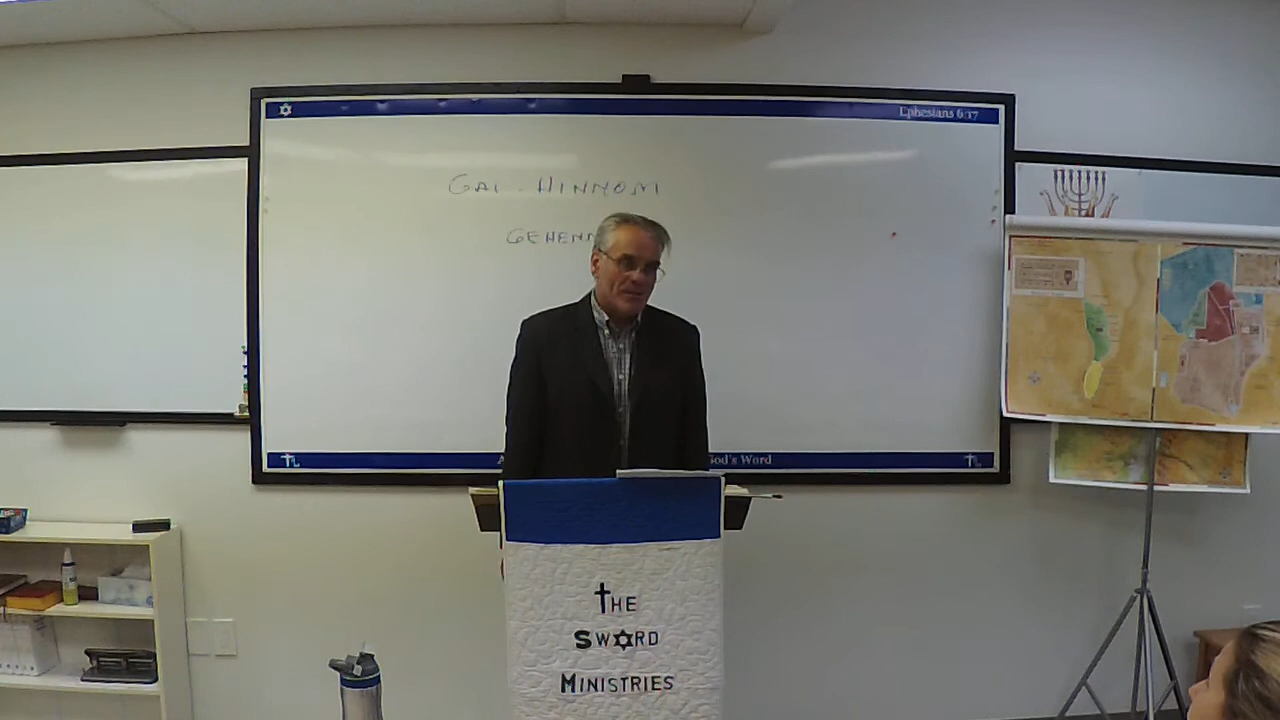 Ephesians 6:17
GAI - HINNOM
GEHENN
God's Word
THE
SWORD
MINISTRIES